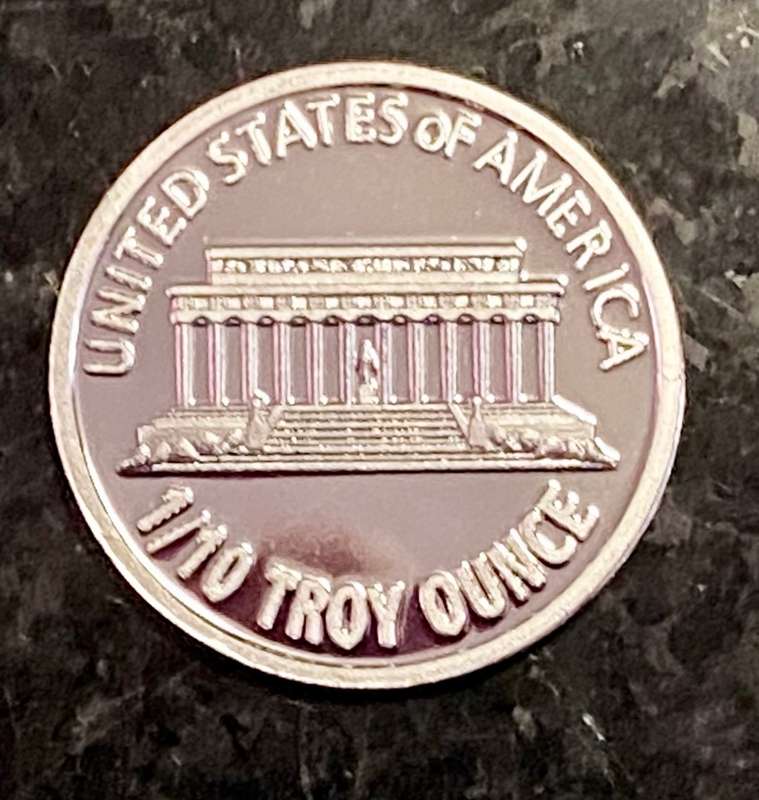 UNITED STATES OF AMERICA
1/10 TROY OUNCE